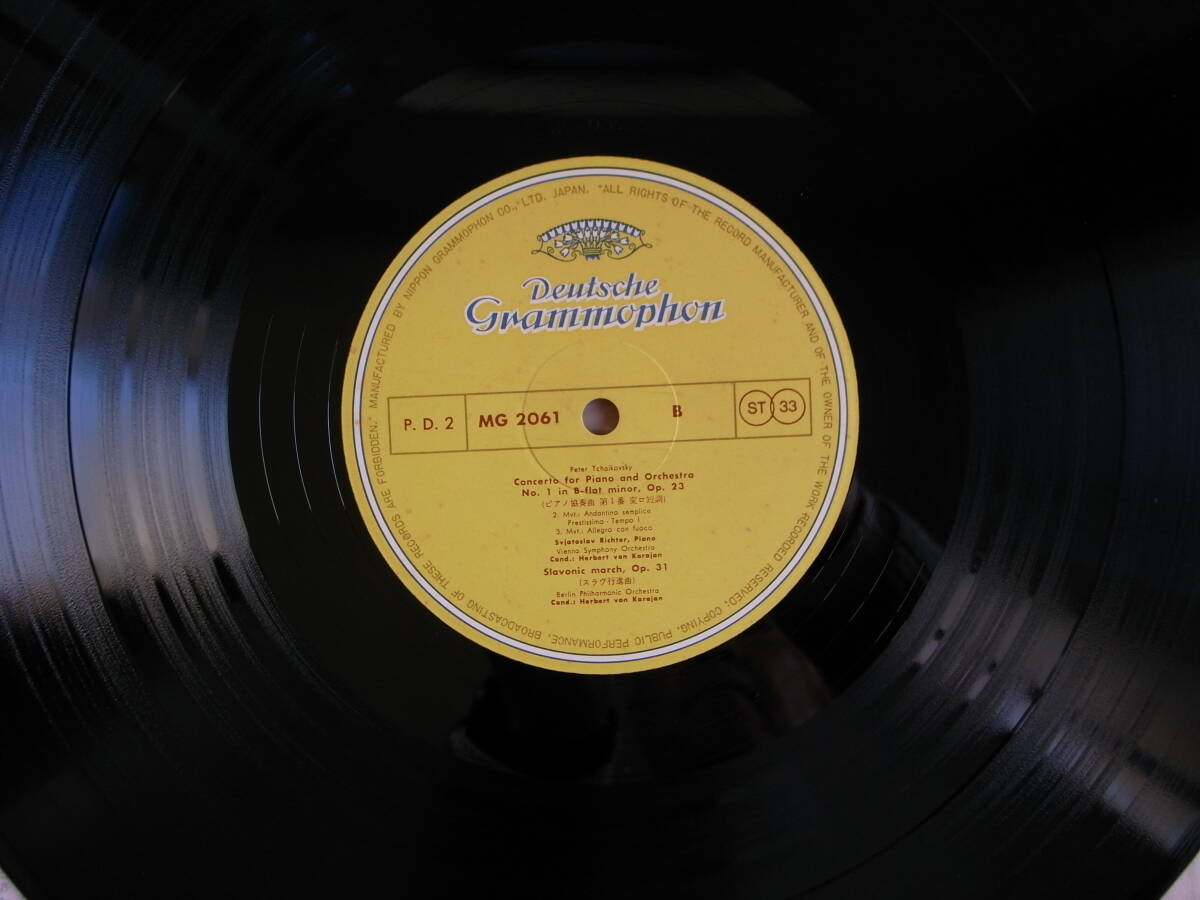 MANUFACTURED BY NIPPON GRAMMOPHON CO., LTD. JAPAN. "ALL RIGHTS OF THE RECORD MANUFACTURER AND OF THE OWNER OF THE WORK RECORDED RESERVED. COPYING, PUBLIC PERFORMANCE, BROADCASTING OF THESE RECORDS ARE FORBIDDEN."
Deutsche
Grammophon
P. D. 2 MG 2061 B ST 33
Peter Tchaikovsky
Concerto for Piano and Orchestra
No. 1 in B-flat minor, Op. 23
(ピアノ協奏曲 第1番 変ロ短調)
2. Mvt.: Andantino semplice
Prestissimo - Tempo I
3. Mvt.: Allegro con fuoco
Svjatoslav Richter, Piano
Vienna Symphony Orchestra
Cond.: Herbert von Karajan
Slavonic march, Op. 31
(スラヴ行進曲)
Berlin Philharmonic Orchestra
Cond.: Herbert von Karajan